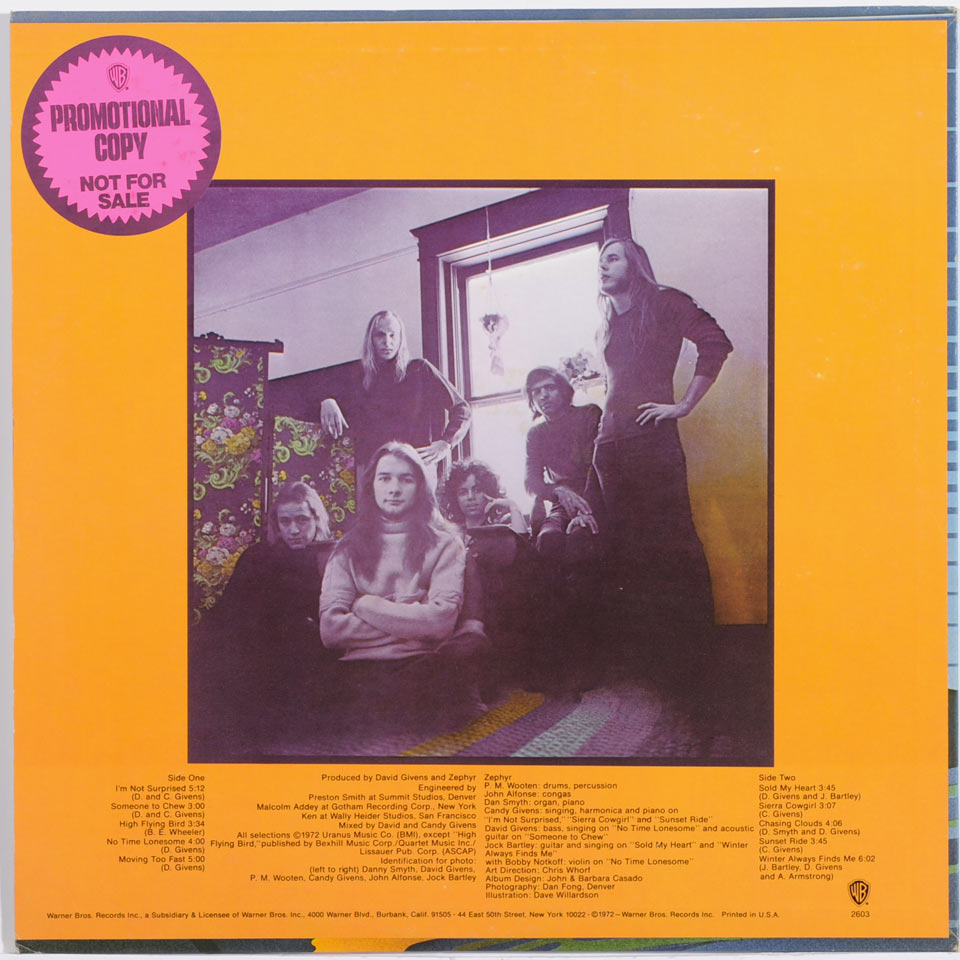 WB
PROMOTIONAL
COPY
NOT FOR
SALE
Side One
I'm Not Surprised 5:12
(D. and C. Givens)
Someone to Chew 3:00
(D. and C. Givens)
High Flying Bird 3:34
(B. E. Wheeler)
No Time Lonesome 4:00
(D. Givens)
Moving Too Fast 5:00
(D. Givens)
Produced by David Givens and Zephyr
Engineered by
Preston Smith at Summit Studios, Denver
Malcolm Addey at Gotham Recording Corp., New York
Ken at Wally Heider Studios, San Francisco
Mixed by David and Candy Givens
All selections ©1972 Uranus Music Co. (BMI), except "High
Flying Bird," published by Bexhill Music Corp./Quartet Music Inc./
Lissauer Pub. Corp. (ASCAP)
Identification for photo:
(left to right) Danny Smyth, David Givens,
P. M. Wooten, Candy Givens, John Alfonse, Jock Bartley
Zephyr
P. M. Wooten: drums, percussion
John Alfonse: congas
Dan Smyth: organ, piano
Candy Givens: singing, harmonica and piano on
"I'm Not Surprised," "Sierra Cowgirl" and "Sunset Ride"
David Givens: bass, singing on "No Time Lonesome" and acoustic
guitar on "Someone to Chew"
Jock Bartley: guitar and singing on "Sold My Heart" and "Winter
Always Finds Me"
with Bobby Notkoff: violin on "No Time Lonesome"
Art Direction: Chris Whorf
Album Design: John & Barbara Casado
Photography: Dan Fong, Denver
Illustration: Dave Willardson
Side Two
Sold My Heart 3:45
(D. Givens and J. Bartley)
Sierra Cowgirl 3:07
(C. Givens)
Chasing Clouds 4:06
(D. Smyth and D. Givens)
Sunset Ride 3:45
(C. Givens)
Winter Always Finds Me 6:02
(J. Bartley, D. Givens
and A. Armstrong)
WB
Warner Bros. Records Inc., a Subsidiary & Licensee of Warner Bros. Inc., 4000 Warner Blvd., Burbank, Calif. 91505 · 44 East 50th Street, New York 10022 · ©1972 – Warner Bros. Records Inc. Printed in U.S.A.
2603